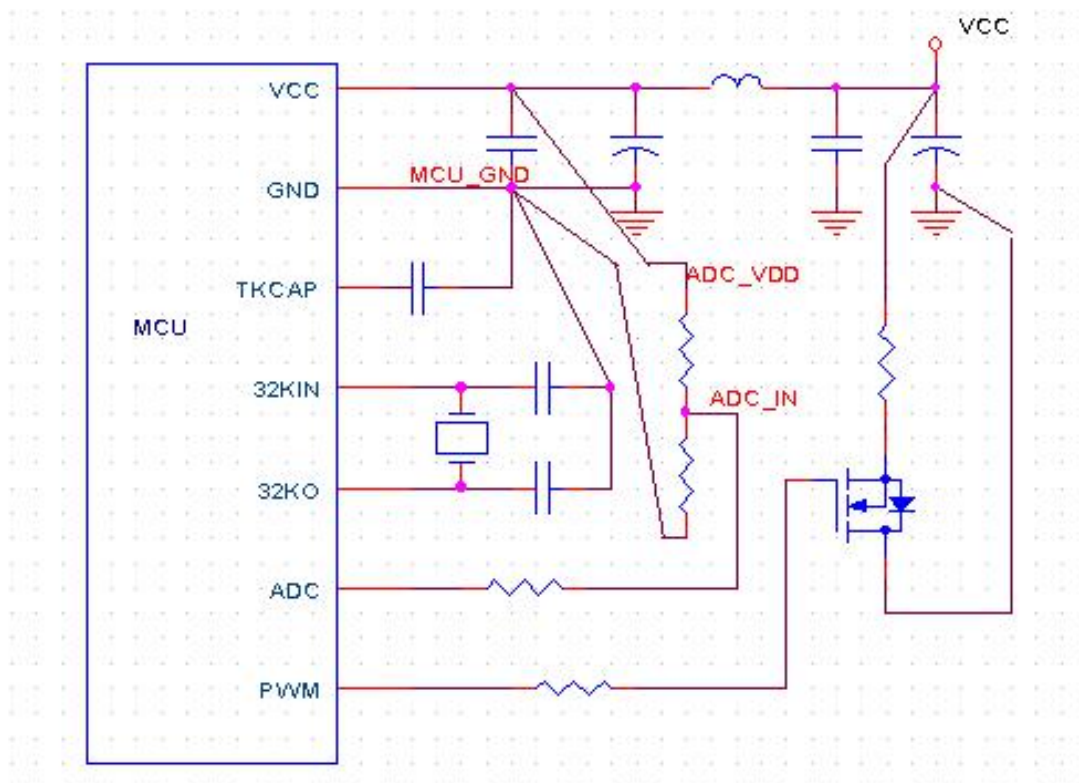 VCC
VCC
MCU_GND
GND
ADC_VDD
TKCAP
MCU
32KIN
ADC_IN
32KO
ADC
PWM